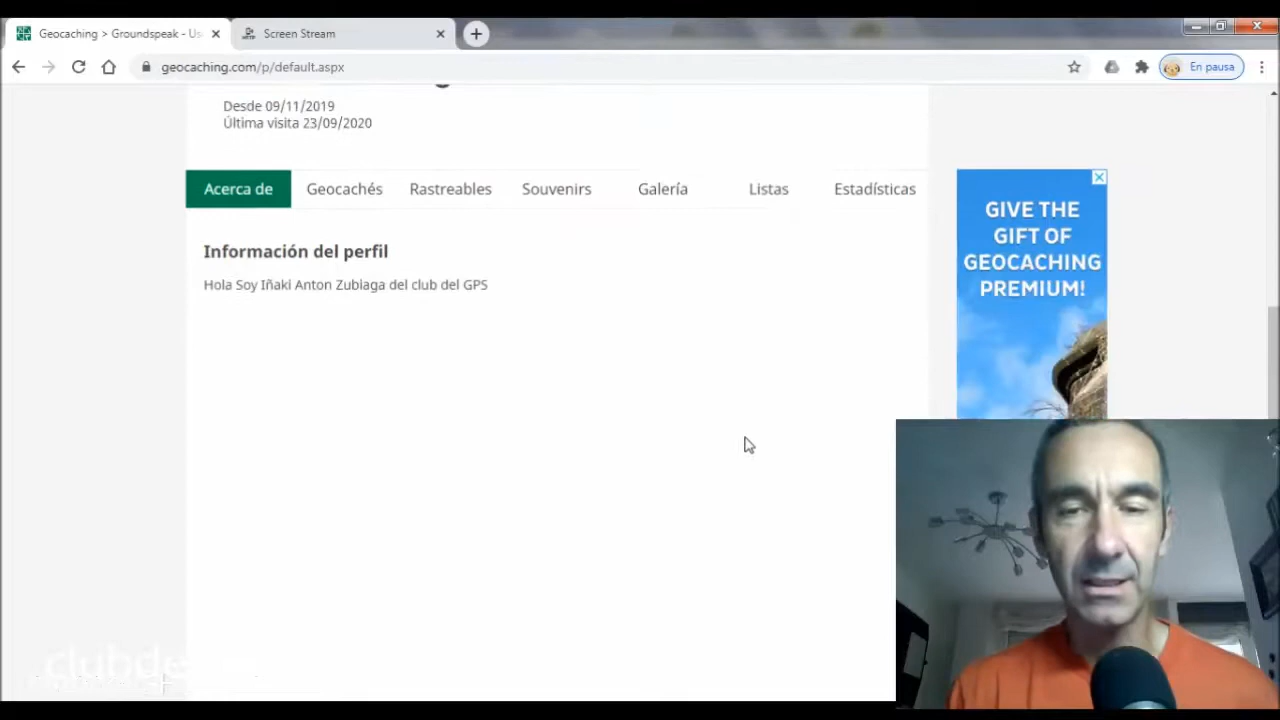 Geocaching > Groundspeak - Us
Screen Stream
geocaching.com/p/default.aspx
En pausa
Desde 09/11/2019
Última visita 23/09/2020
Acerca de
Geocachés
Rastreables
Souvenirs
Galería
Listas
Estadísticas
Información del perfil
Hola Soy Iñaki Anton Zubiaga del club del GPS
GIVE THE
GIFT OF
GEOCACHING
PREMIUM!
clubde